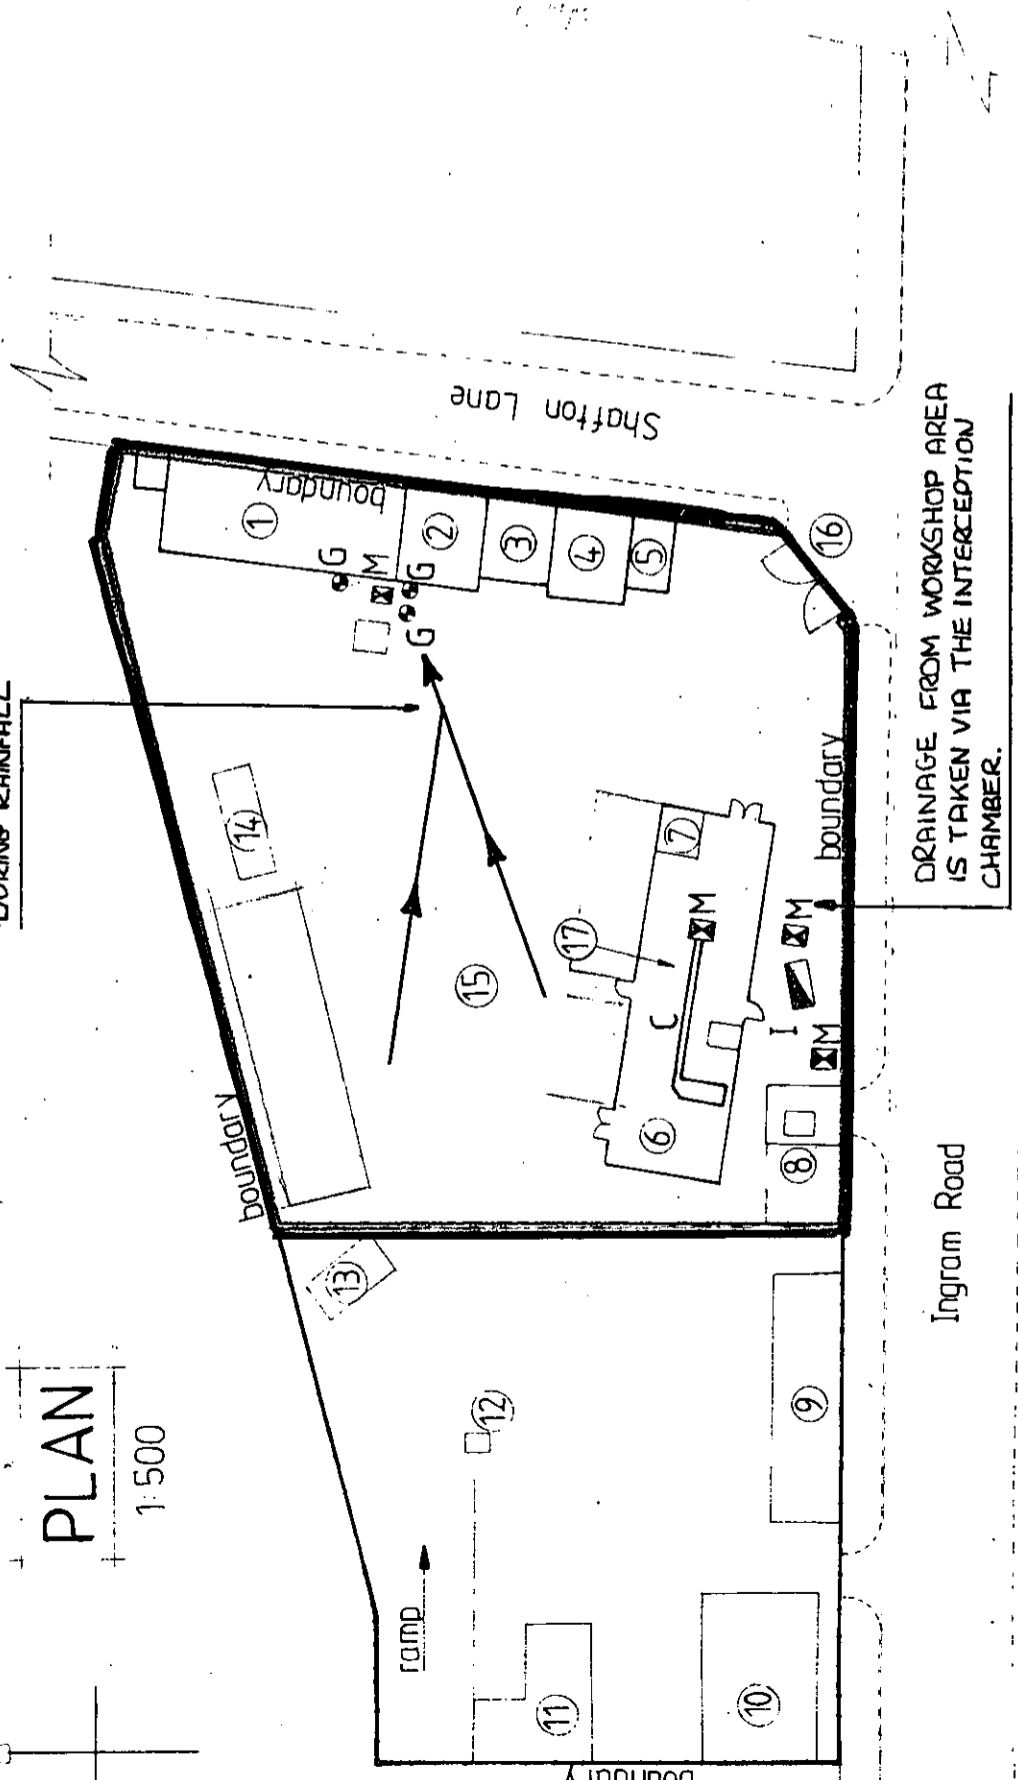 PLAN
1:500
DURING RAINFALL
Shafton Lane
boundary
boundary
boundary
boundary
ramp
Ingram Road
DRAINAGE FROM WORKSHOP AREA
IS TAKEN VIA THE INTERCEPTION
CHAMBER.
1
2
3
4
5
6
7
8
9
10
11
12
13
14
15
16
17
G
M
G
G
C
M
I
M
M